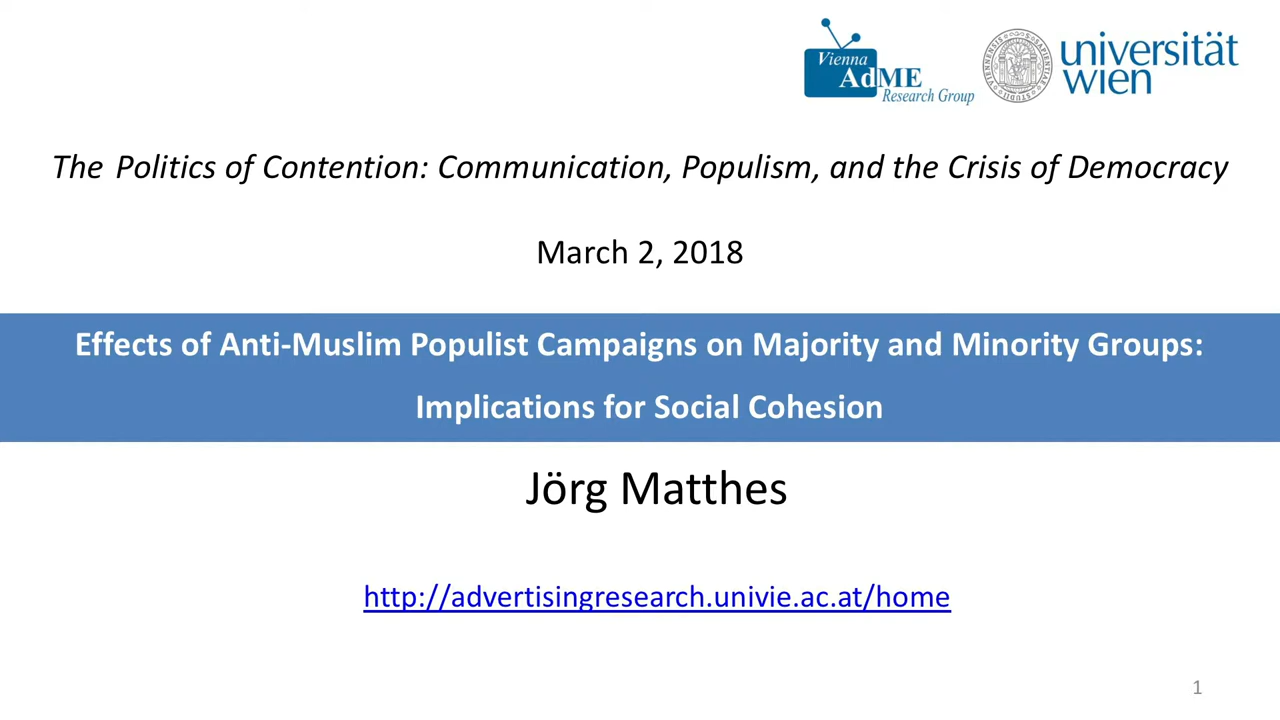 Vienna
AdME
Research Group
universität
wien
The Politics of Contention: Communication, Populism, and the Crisis of Democracy
March 2, 2018
Effects of Anti-Muslim Populist Campaigns on Majority and Minority Groups:
Implications for Social Cohesion
Jörg Matthes
http://advertisingresearch.univie.ac.at/home
1